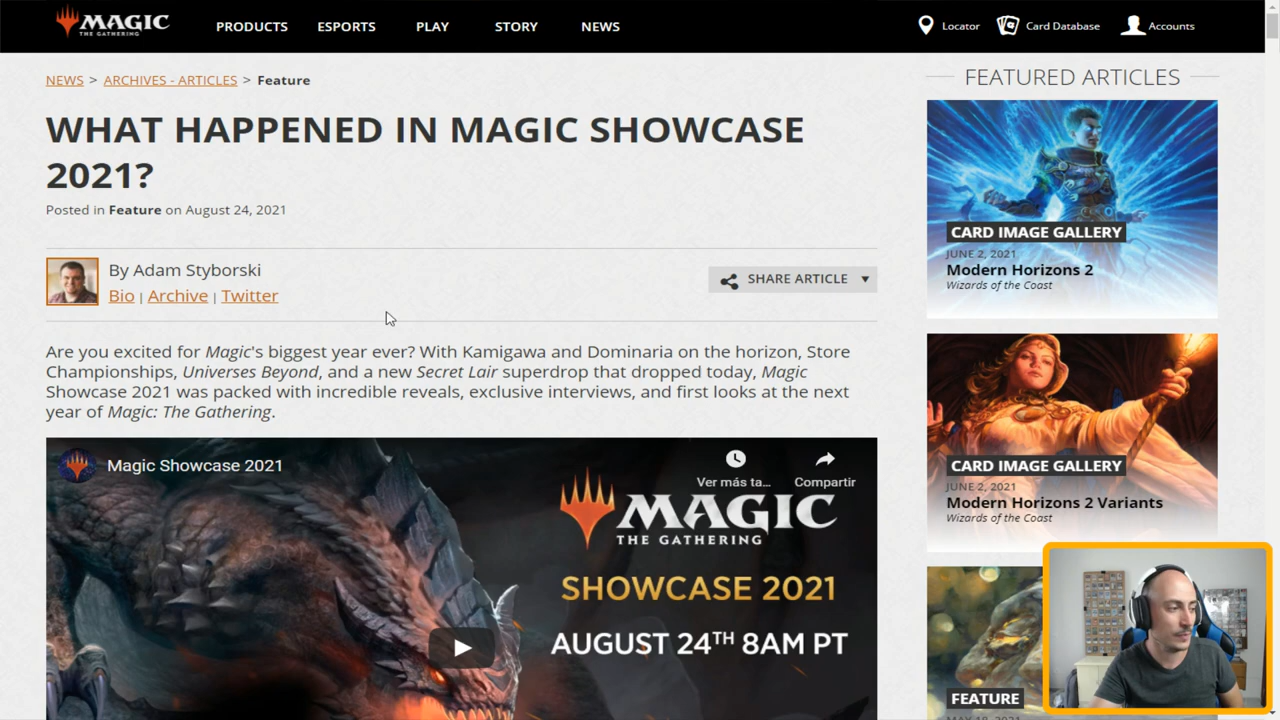 MAGIC
THE GATHERING
PRODUCTS
ESPORTS
PLAY
STORY
NEWS
Locator
Card Database
Accounts
NEWS > ARCHIVES - ARTICLES > Feature
WHAT HAPPENED IN MAGIC SHOWCASE
2021?
Posted in Feature on August 24, 2021
By Adam Styborski
Bio | Archive | Twitter
SHARE ARTICLE
Are you excited for Magic's biggest year ever? With Kamigawa and Dominaria on the horizon, Store
Championships, Universes Beyond, and a new Secret Lair superdrop that dropped today, Magic
Showcase 2021 was packed with incredible reveals, exclusive interviews, and first looks at the next
year of Magic: The Gathering.
Magic Showcase 2021
Ver más ta...
Compartir
MAGIC
THE GATHERING
SHOWCASE 2021
AUGUST 24TH 8AM PT
FEATURED ARTICLES
CARD IMAGE GALLERY
JUNE 2, 2021
Modern Horizons 2
Wizards of the Coast
CARD IMAGE GALLERY
JUNE 2, 2021
Modern Horizons 2 Variants
Wizards of the Coast
FEATURE